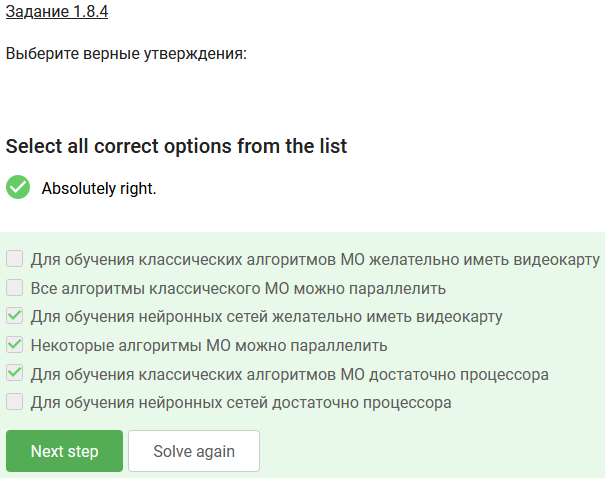 Задание 1.8.4
Выберите верные утверждения:
Select all correct options from the list
Absolutely right.
Для обучения классических алгоритмов МО желательно иметь видеокарту
Все алгоритмы классического МО можно параллелить
Для обучения нейронных сетей желательно иметь видеокарту
Некоторые алгоритмы МО можно параллелить
Для обучения классических алгоритмов МО достаточно процессора
Для обучения нейронных сетей достаточно процессора
Next step Solve again